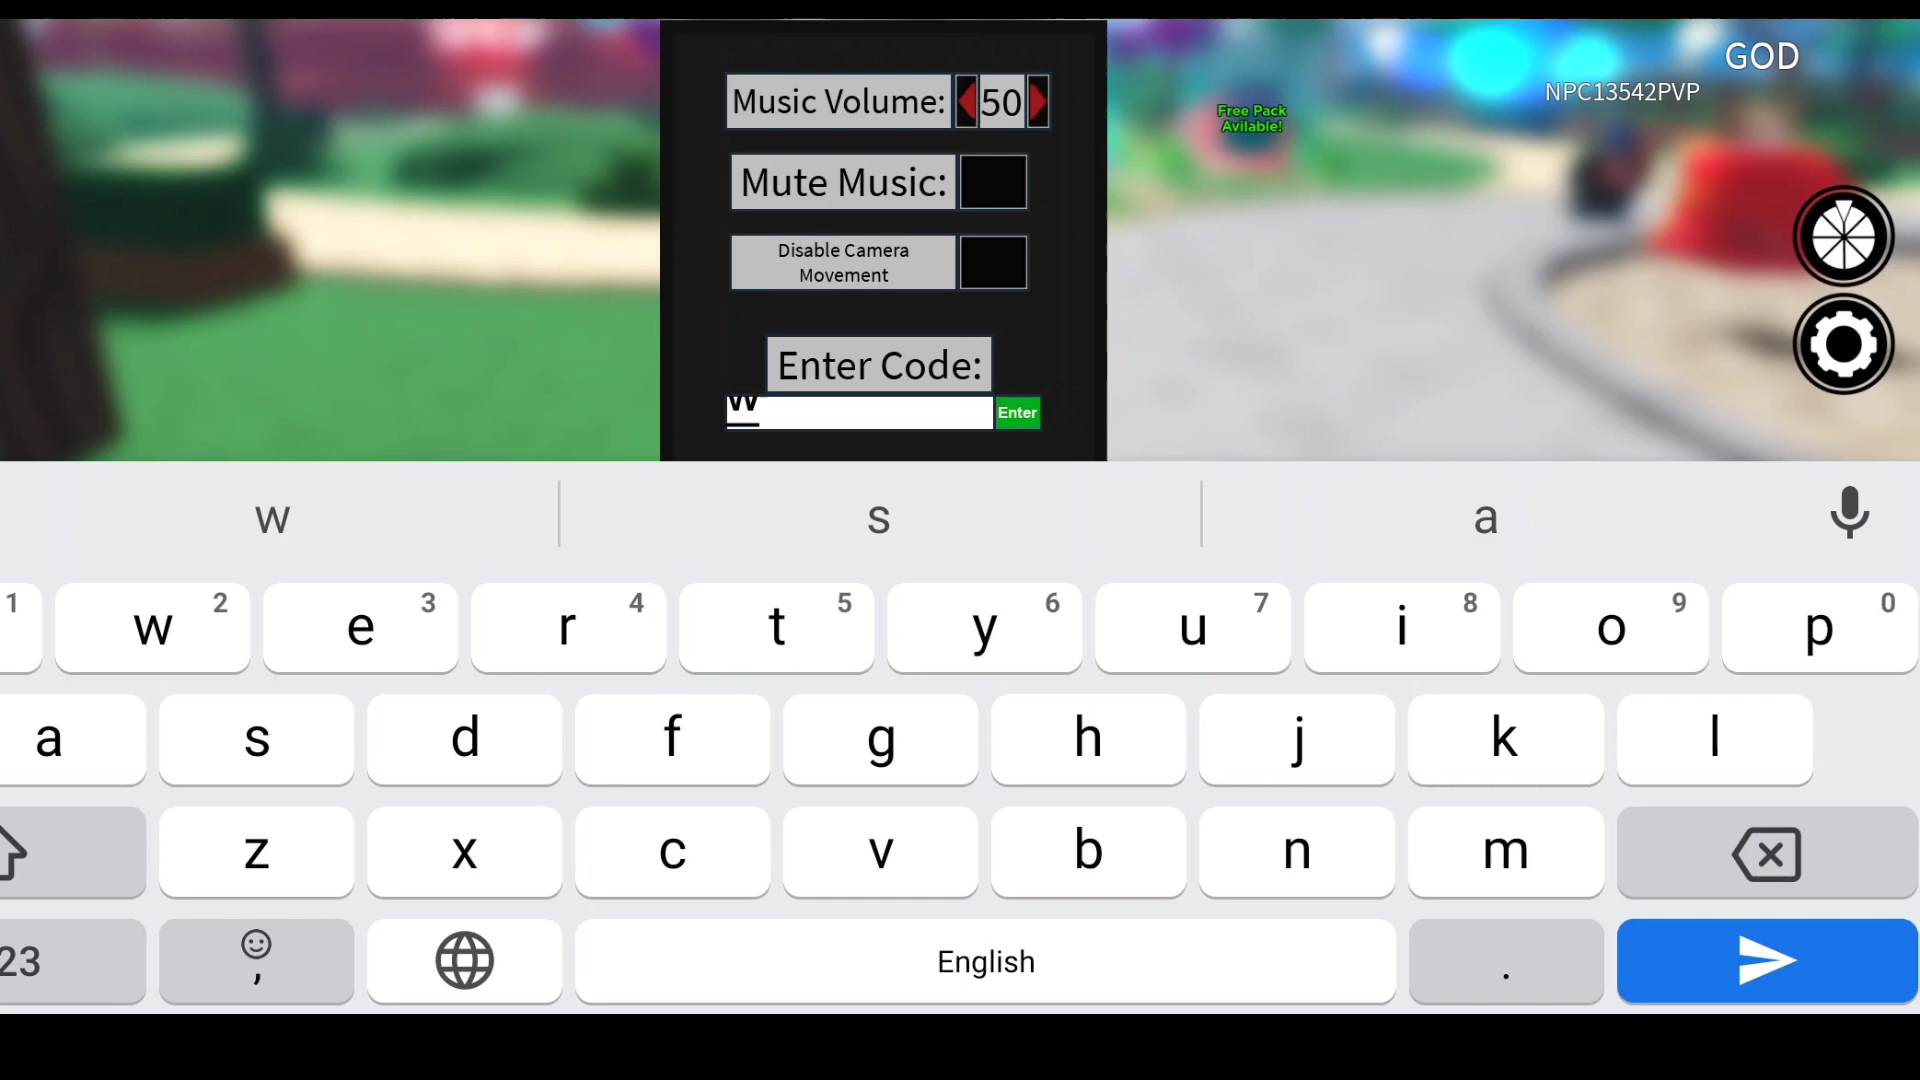 GOD
NPC13542PVP
Music Volume: 50
Free Pack
Avilable!
Mute Music:
Disable Camera
Movement
Enter Code:
w
Enter
w s a
1 w 2 e 3 r 4 t 5 y 6 u 7 i 8 o 9 p 0
a s d f g h j k l
z x c v b n m
23 , English .